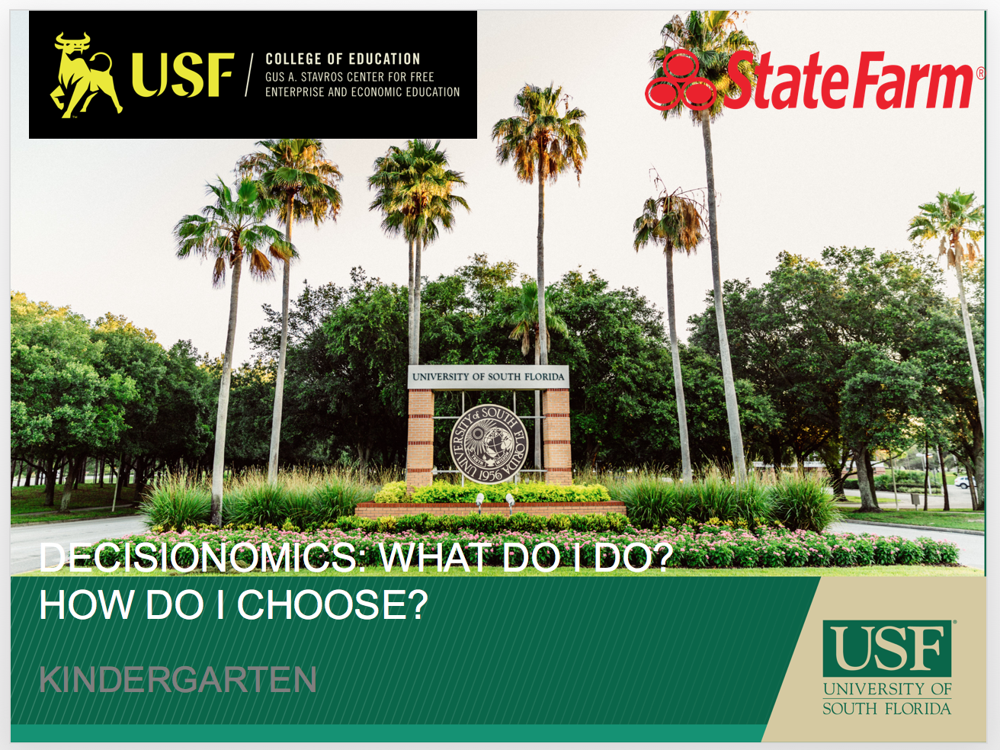 USF
COLLEGE OF EDUCATION
GUS A. STAVROS CENTER FOR FREE
ENTERPRISE AND ECONOMIC EDUCATION
StateFarm®
UNIVERSITY OF SOUTH FLORIDA
UNIVERSITY of SOUTH FLORIDA
1956
DECISIONOMICS: WHAT DO I DO?
HOW DO I CHOOSE?
KINDERGARTEN
USF®
UNIVERSITY OF
SOUTH FLORIDA